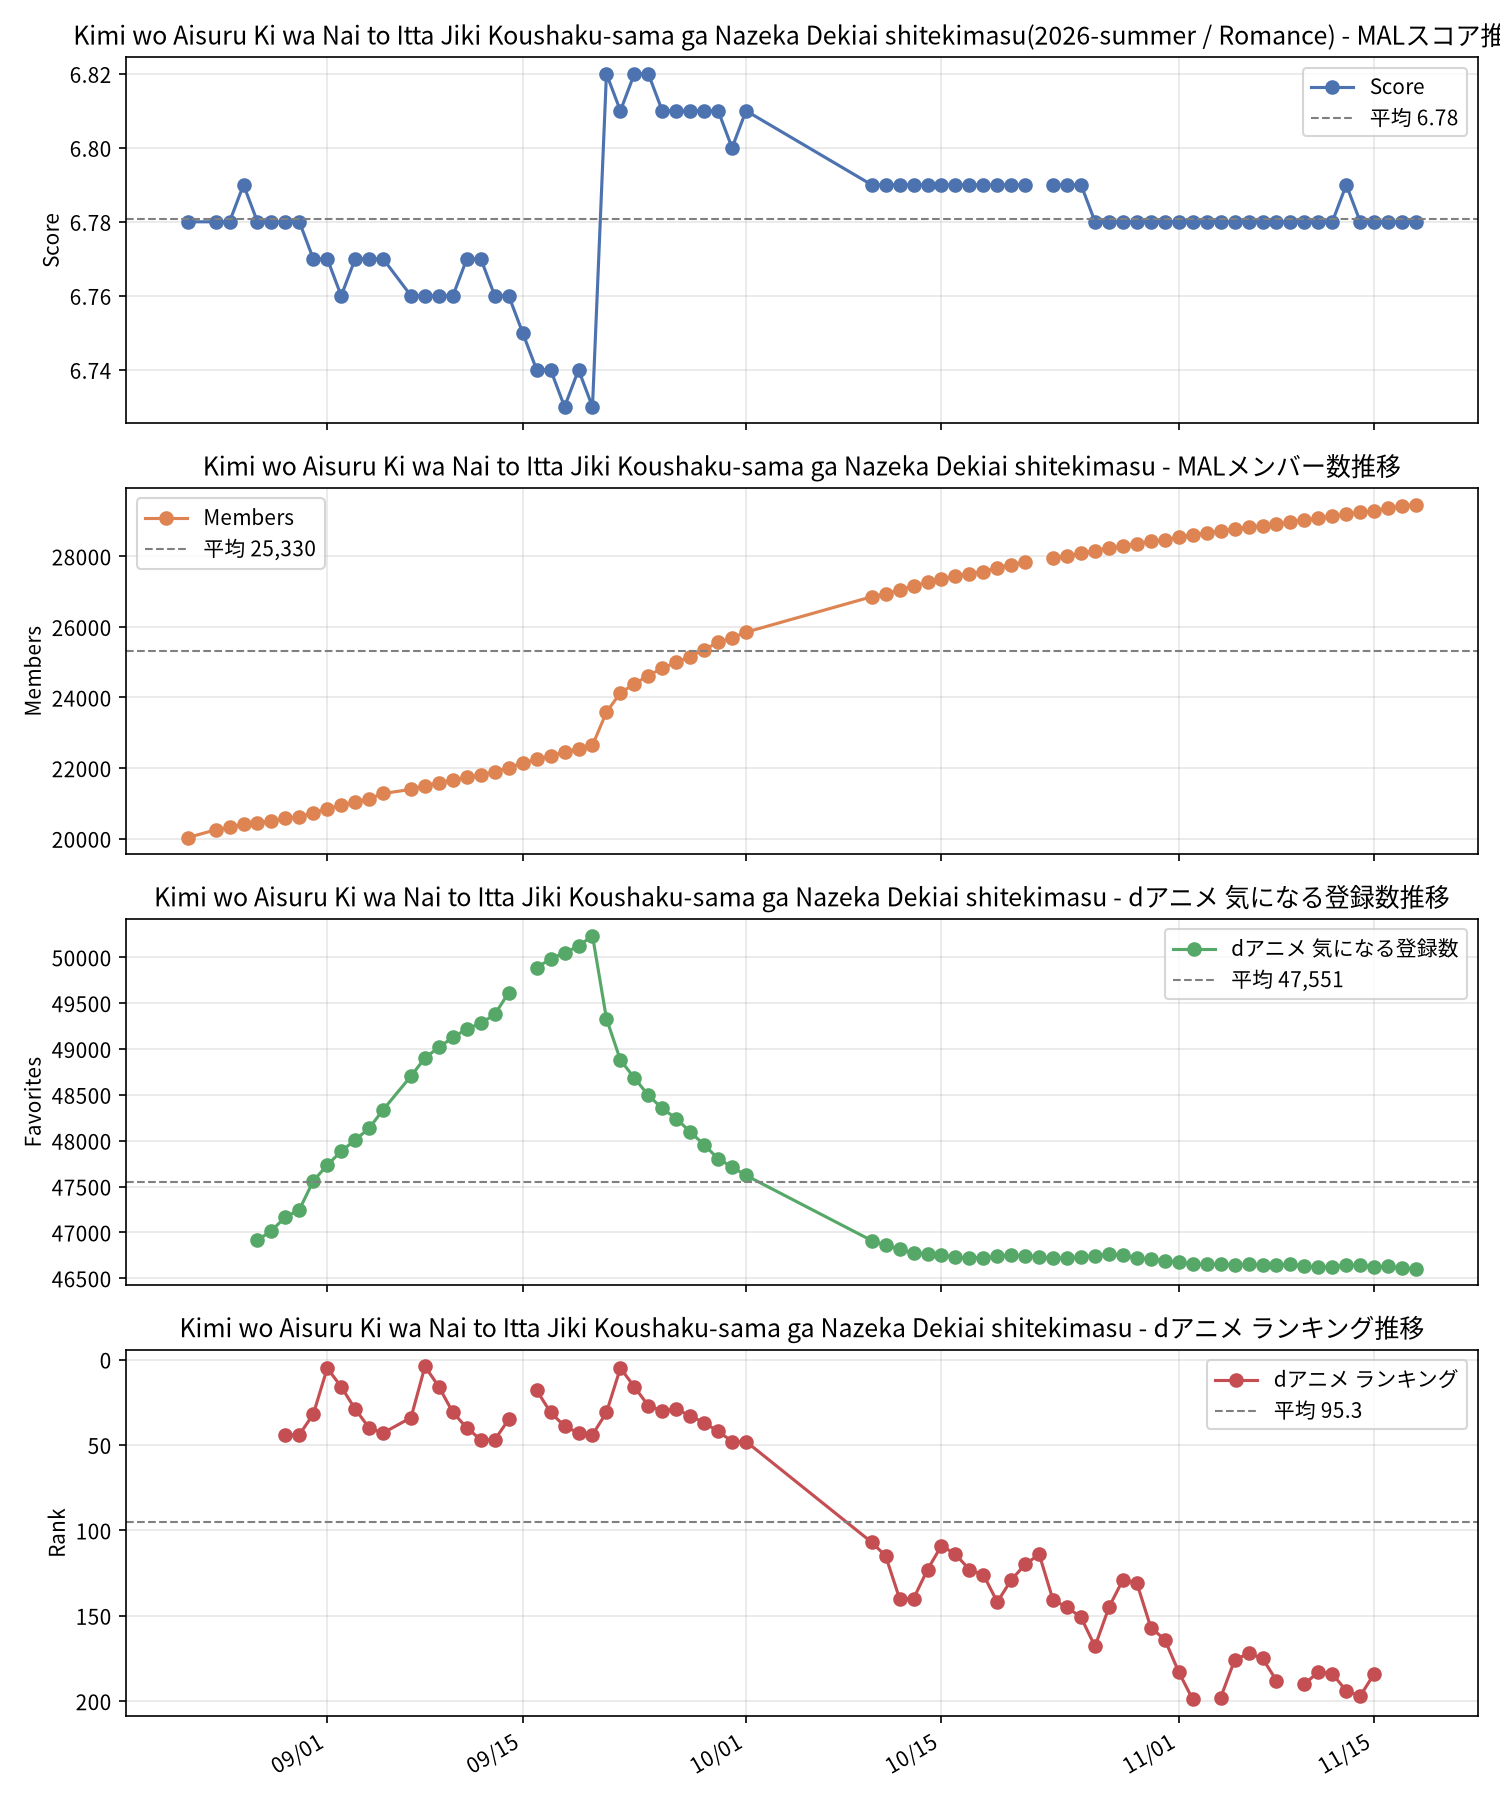 Kimi wo Aisuru Ki wa Nai to Itta Jiki Koushaku-sama ga Nazeka Dekiai shitekimasu(2026-summer / Romance) - MALスコア推
6.82
6.80
6.78
6.76
6.74
Score
Score
平均 6.78
Kimi wo Aisuru Ki wa Nai to Itta Jiki Koushaku-sama ga Nazeka Dekiai shitekimasu - MALメンバー数推移
28000
26000
24000
22000
20000
Members
Members
平均 25,330
Kimi wo Aisuru Ki wa Nai to Itta Jiki Koushaku-sama ga Nazeka Dekiai shitekimasu - dアニメ 気になる登録数推移
50000
49500
49000
48500
48000
47500
47000
46500
Favorites
dアニメ 気になる登録数
平均 47,551
Kimi wo Aisuru Ki wa Nai to Itta Jiki Koushaku-sama ga Nazeka Dekiai shitekimasu - dアニメ ランキング推移
0
50
100
150
200
Rank
dアニメ ランキング
平均 95.3
09/01
09/15
10/01
10/15
11/01
11/15